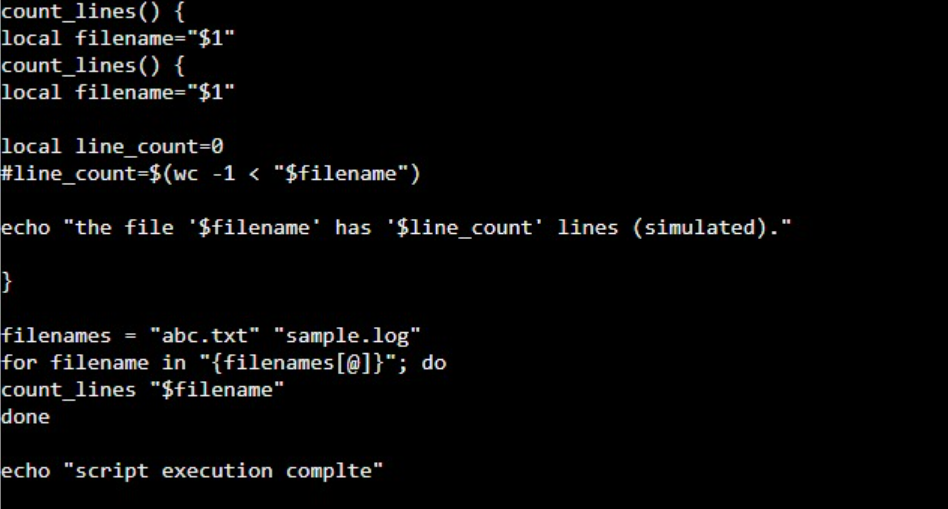 count_lines() {
local filename="$1"
count_lines() {
local filename="$1"
local line_count=0
#line_count=$(wc -1 < "$filename")
echo "the file '$filename' has '$line_count' lines (simulated)."
}
filenames = "abc.txt" "sample.log"
for filename in "{filenames[@]}"; do
count_lines "$filename"
done
echo "script execution complte"